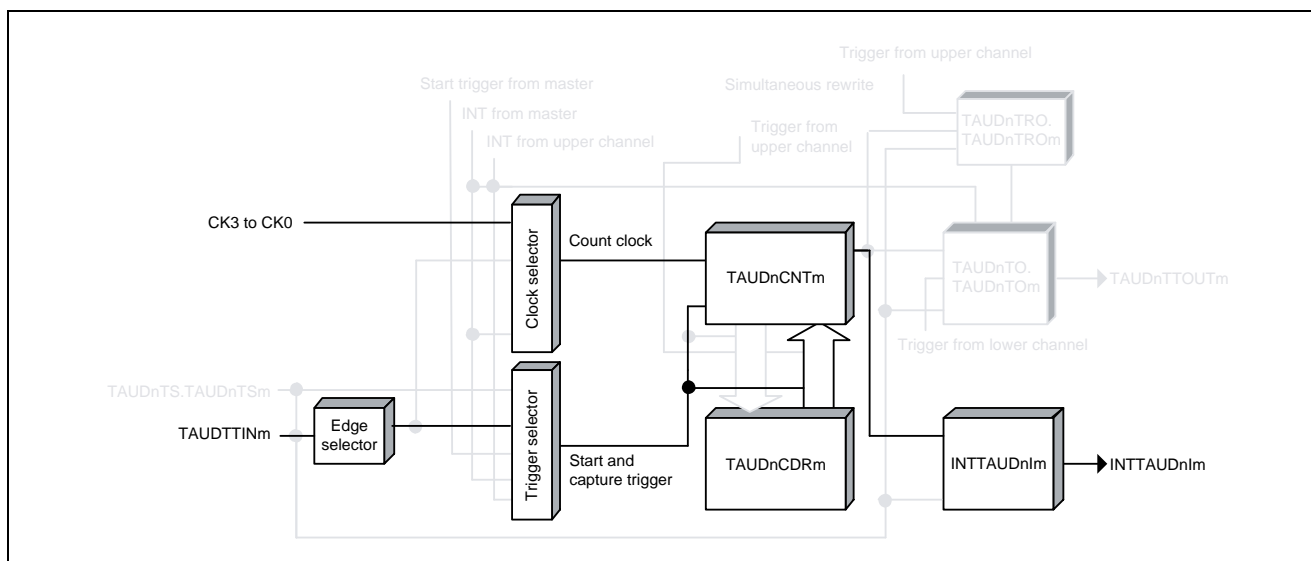 Trigger from upper channel
Start trigger from master
Simultaneous rewrite
INT from master
TAUDnTRO.
TAUDnTROm
Trigger from
upper channel
INT from upper channel
CK3 to CK0
Clock selector
Count clock
TAUDnCNTm
TAUDnTO.
TAUDnTOm
TAUDnTTOUTm
Trigger from lower channel
TAUDnTS.TAUDnTSm
TAUDTTINm
Edge
selector
Trigger selector
Start and
capture trigger
TAUDnCDRm
INTTAUDnIm
INTTAUDnIm